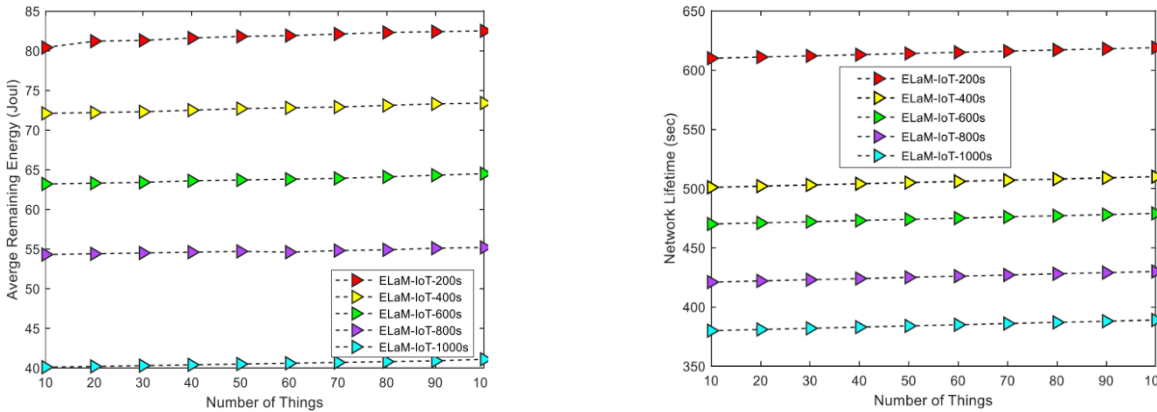 85
80
75
70
65
60
55
50
45
40
Averge Remaining Energy (Joul)
ELaM-IoT-200s
ELaM-IoT-400s
ELaM-IoT-600s
ELaM-IoT-800s
ELaM-IoT-1000s
10 20 30 40 50 60 70 80 90 100
Number of Things
650
600
550
500
450
400
350
Network Lifetime (sec)
ELaM-IoT-200s
ELaM-IoT-400s
ELaM-IoT-600s
ELaM-IoT-800s
ELaM-IoT-1000s
10 20 30 40 50 60 70 80 90 100
Number of Things